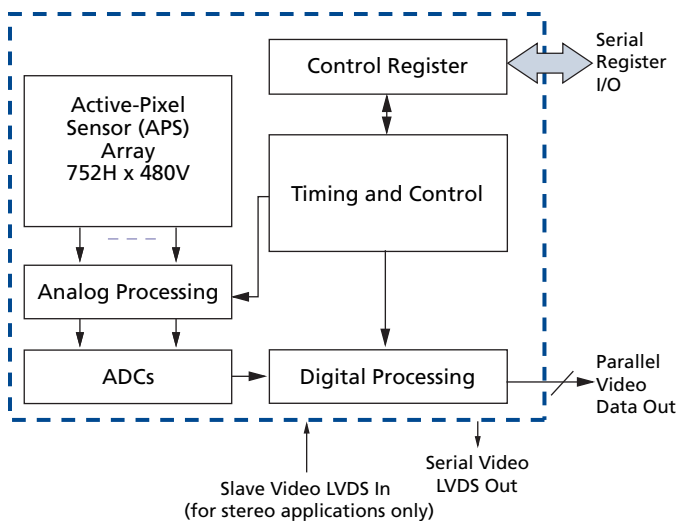 Control Register
Serial
Register
I/O
Active-Pixel
Sensor (APS)
Array
752H x 480V
Timing and Control
Analog Processing
ADCs
Digital Processing
Parallel
Video
Data Out
Slave Video LVDS In
(for stereo applications only)
Serial Video
LVDS Out